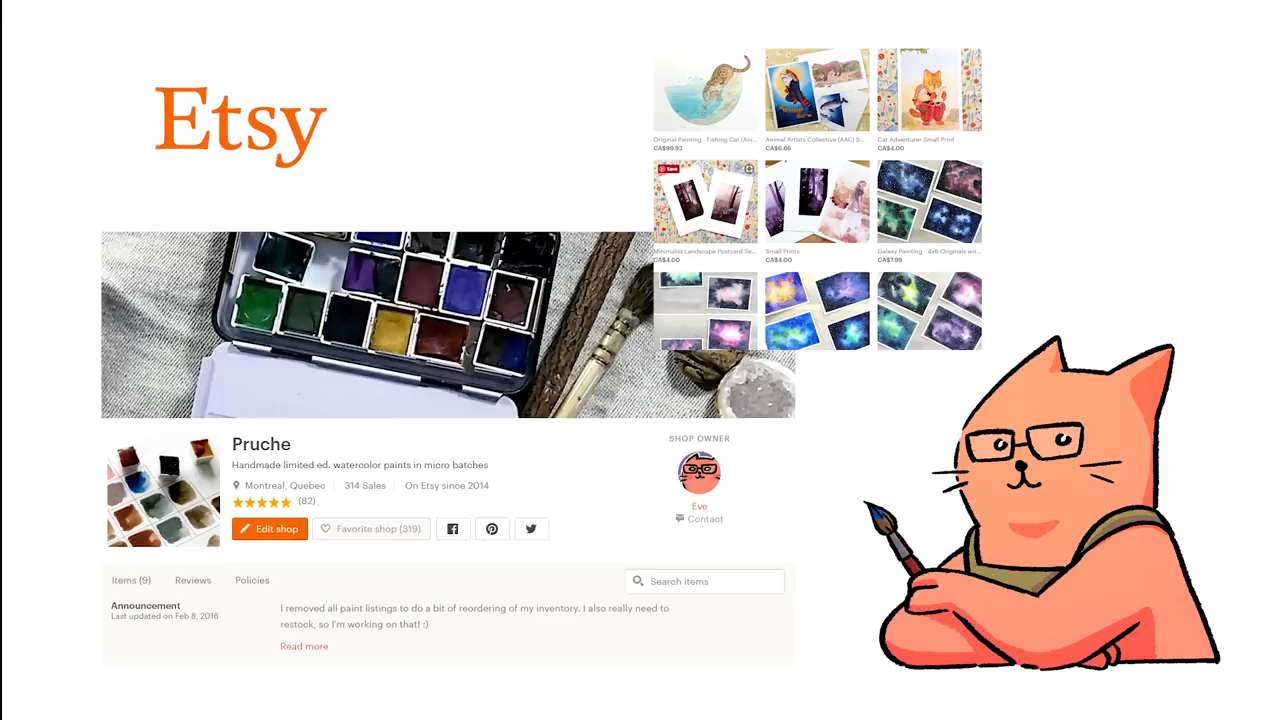 Etsy
Original Painting - Fishing Cat (Ani...
CA$99.93
Animal Artists Collective (AAC) S...
CA$6.66
Cat Adventurer Small Print
CA$4.00
Save
Minimalist Landscape Postcard Se...
CA$4.00
Small Prints
CA$4.00
Galaxy Painting - 4x6 Originals wit...
CA$7.99
Pruche
Handmade limited ed. watercolor paints in micro batches
Montreal, Quebec 314 Sales On Etsy since 2014
(82)
Edit shop Favorite shop (319)
SHOP OWNER
Eve
Contact
Items (9) Reviews Policies
Search items
Announcement
Last updated on Feb 8, 2018
I removed all paint listings to do a bit of reordering of my inventory. I also really need to
restock, so I'm working on that! :)
Read more